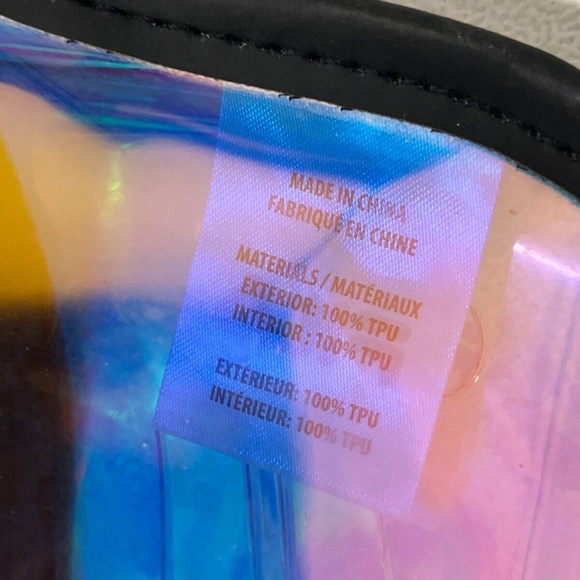 MADE IN CHINA
FABRIQUÉ EN CHINE
MATERIALS / MATÉRIAUX
EXTERIOR: 100% TPU
INTERIOR : 100% TPU
EXTÉRIEUR: 100% TPU
INTÉRIEUR: 100% TPU